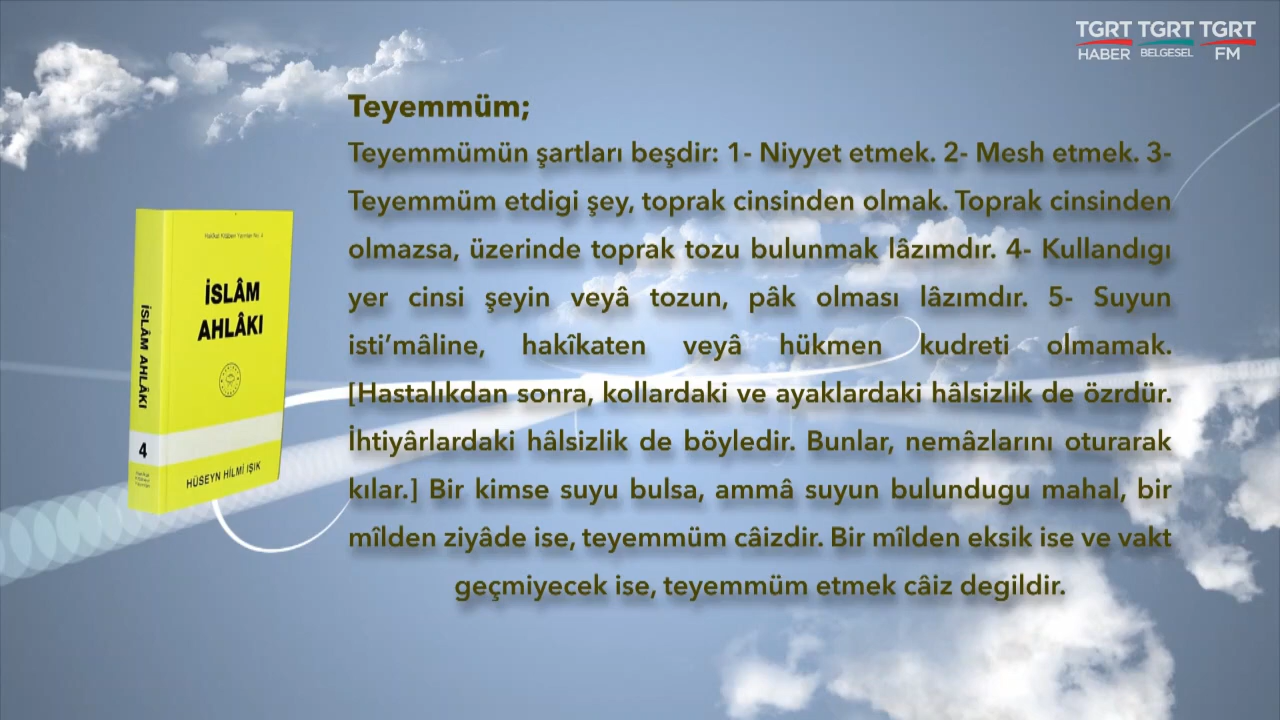 TGRT TGRT TGRT
HABER BELGESEL FM
Teyemmüm;
Teyemmümün şartları beşdir: 1- Niyyet etmek. 2- Mesh etmek. 3-
Teyemmüm etdigi şey, toprak cinsinden olmak. Toprak cinsinden
olmazsa, üzerinde toprak tozu bulunmak lâzımdır. 4- Kullandıgı
yer cinsi şeyin veyâ tozun, pâk olması lâzımdır. 5- Suyun
isti’mâline, hakîkaten veyâ hükmen kudreti olmamak.
[Hastalıkdan sonra, kollardaki ve ayaklardaki hâlsizlik de özrdür.
İhtiyârlardaki hâlsizlik de böyledir. Bunlar, nemâzlarını oturarak
kılar.] Bir kimse suyu bulsa, ammâ suyun bulundugu mahal, bir
mîlden ziyâde ise, teyemmüm câizdir. Bir mîlden eksik ise ve vakt
geçmiyecek ise, teyemmüm etmek câiz degildir.
İSLÂM
AHLÂKI
HÜSEYN HİLMİ IŞIK
İSLÂM AHLÂKI
4